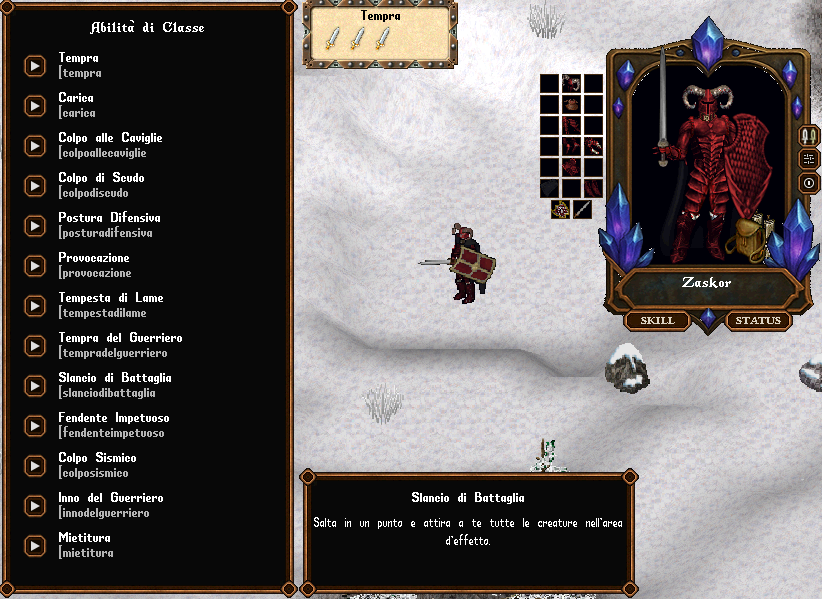 Abilità di Classe
Tempra
[tempra
Carica
[carica
Colpo alle Caviglie
[colpoallecaviglie
Colpo di Scudo
[colpodiscudo
Postura Difensiva
[posturadifensiva
Provocazione
[provocazione
Tempesta di Lame
[tempestadilame
Tempra del Guerriero
[tempradelguerriero
Slancio di Battaglia
[slanciodibattaglia
Fendente Impetuoso
[fendenteimpetuoso
Colpo Sismico
[colposismico
Inno del Guerriero
[innodelguerriero
Mietitura
[mietitura
Tempra
Zaskor
SKILL
STATUS
Slancio di Battaglia
Salta in un punto e attira a te tutte le creature nell'area
d'effetto.